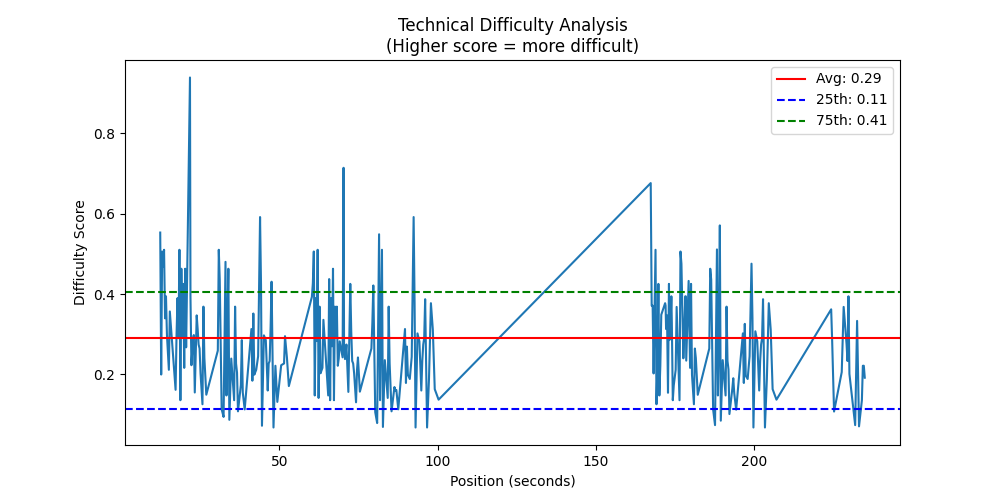 Technical Difficulty Analysis
(Higher score = more difficult)
Avg: 0.29
25th: 0.11
75th: 0.41
Difficulty Score
0.8
0.6
0.4
0.2
50
100
150
200
Position (seconds)